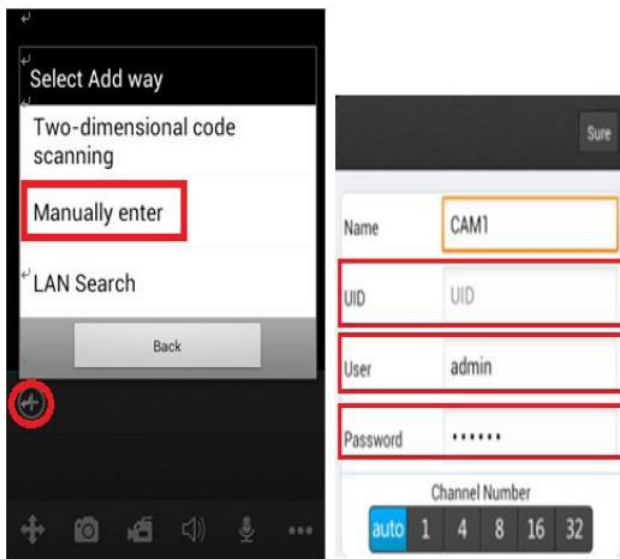 Select Add way
Two-dimensional code
scanning
Manually enter
LAN Search
Back
Sure
Name
CAM1
UID
UID
User
admin
Password
••••••
Channel Number
auto 1 4 8 16 32